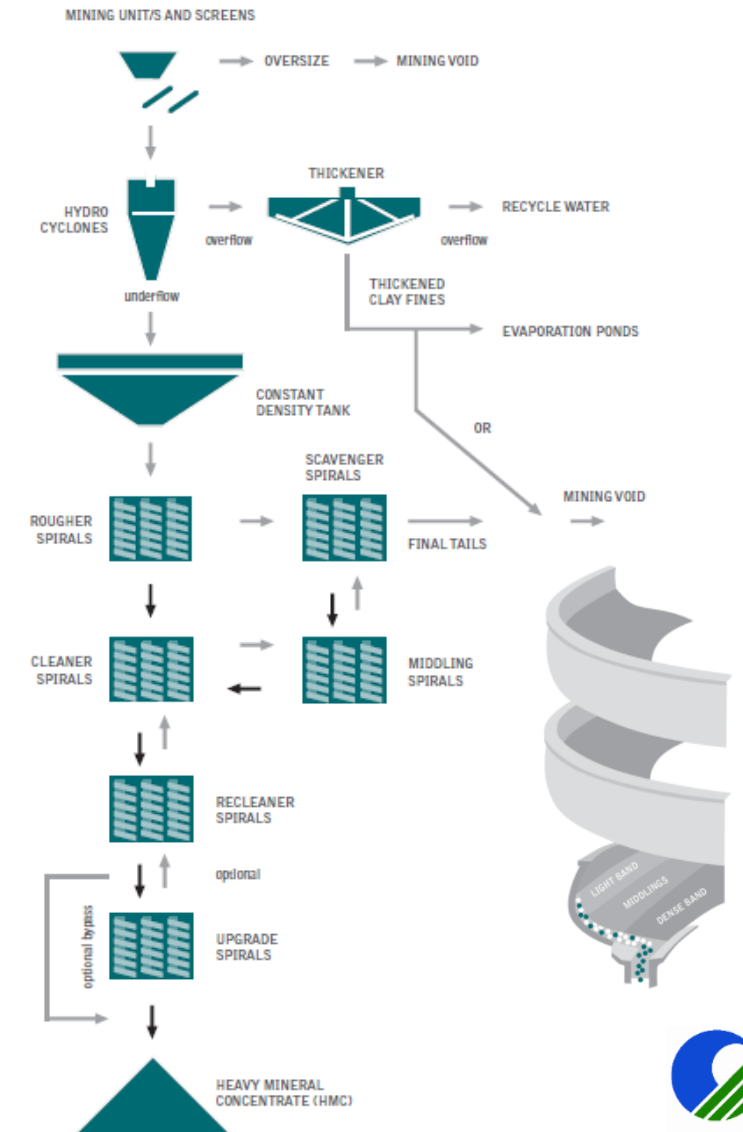 MINING UNIT/S AND SCREENS
OVERSIZE
MINING VOID
THICKENER
HYDRO
CYCLONES
overflow
overflow
RECYCLE WATER
underflow
THICKENED
CLAY FINES
EVAPORATION PONDS
CONSTANT
DENSITY TANK
OR
SCAVENGER
SPIRALS
MINING VOID
ROUGHER
SPIRALS
FINAL TAILS
CLEANER
SPIRALS
MIDDLING
SPIRALS
RECLEANER
SPIRALS
optional
LIGHT BAND
MIDDLINGS
DENSE BAND
optional bypass
UPGRADE
SPIRALS
HEAVY MINERAL
CONCENTRATE (HMC)